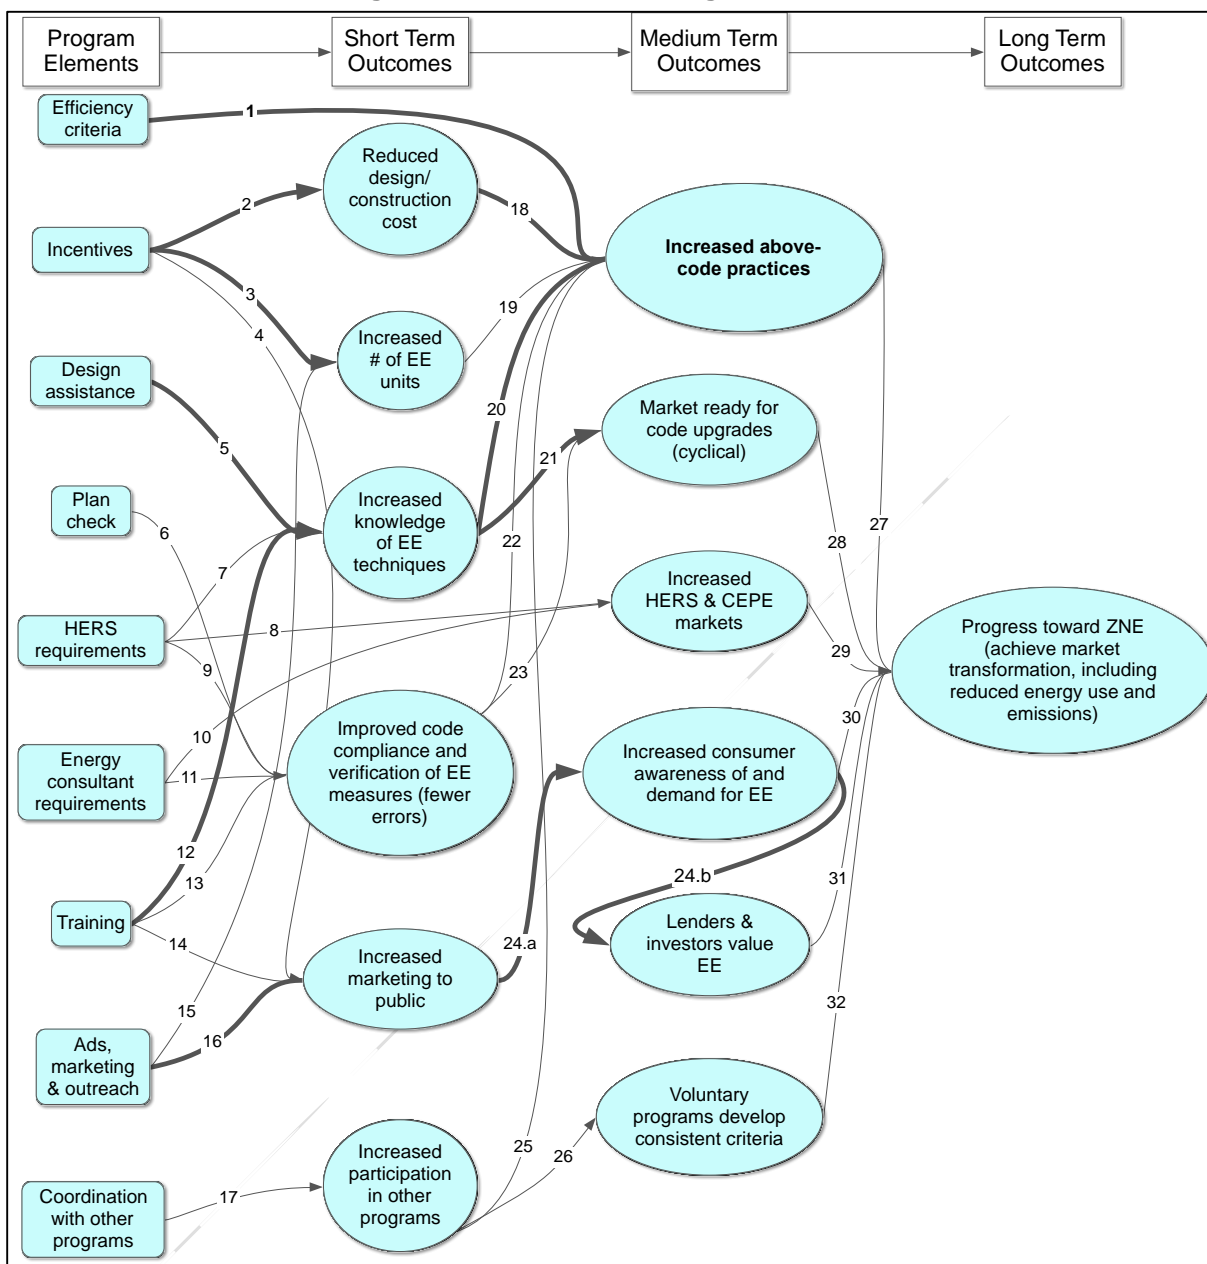 Program
Elements
Short Term
Outcomes
Medium Term
Outcomes
Long Term
Outcomes
Efficiency
criteria
1
Reduced
design/
construction
cost
2
18
Increased above-
code practices
Incentives
3
4
19
Increased
# of EE
units
Design
assistance
5
20
Market ready for
code upgrades
(cyclical)
21
Plan
check
6
Increased
knowledge
of EE
techniques
22
27
28
7
Increased
HERS & CEPE
markets
HERS
requirements
8
9
23
29
Progress toward ZNE
(achieve market
transformation, including
reduced energy use and
emissions)
10
30
Energy
consultant
requirements
11
Improved code
compliance and
verification of EE
measures (fewer
errors)
Increased consumer
awareness of and
demand for EE
12
13
24.b
31
Training
14
24.a
Lenders &
investors value
EE
Increased
marketing to
public
15
16
32
Ads,
marketing
& outreach
Voluntary
programs develop
consistent criteria
25
26
Increased
participation
in other
programs
17
Coordination
with other
programs